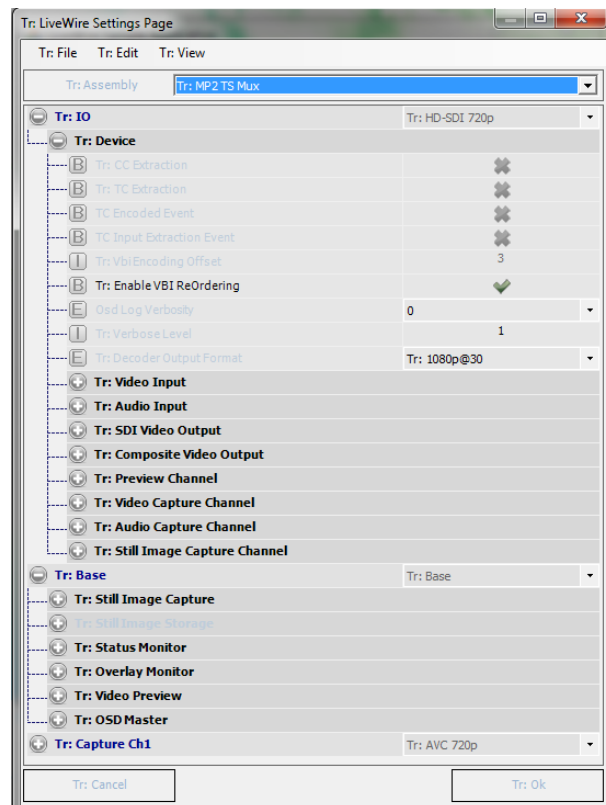 Tr: LiveWire Settings Page
Tr: File Tr: Edit Tr: View
Tr: Assembly Tr: MP2 TS Mux
Tr: IO Tr: HD-SDI 720p
Tr: Device
B Tr: CC Extraction
B Tr: TC Extraction
B TC Encoded Event
B TC Input Extraction Event
I Tr: VbiEncoding Offset 3
B Tr: Enable VBI ReOrdering
E Osd Log Verbosity 0
I Tr: Verbose Level 1
E Tr: Decoder Output Format Tr: 1080p@30
Tr: Video Input
Tr: Audio Input
Tr: SDI Video Output
Tr: Composite Video Output
Tr: Preview Channel
Tr: Video Capture Channel
Tr: Audio Capture Channel
Tr: Still Image Capture Channel
Tr: Base Tr: Base
Tr: Still Image Capture
Tr: Still Image Storage
Tr: Status Monitor
Tr: Overlay Monitor
Tr: Video Preview
Tr: OSD Master
Tr: Capture Ch1 Tr: AVC 720p
Tr: Cancel Tr: Ok